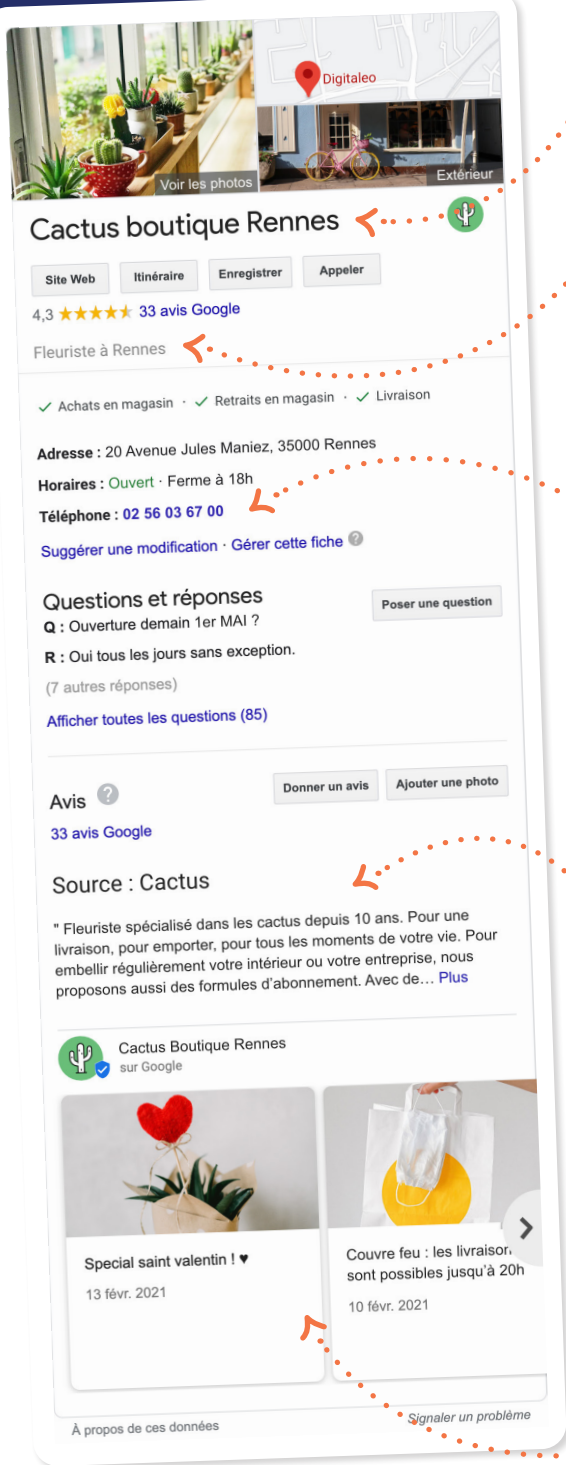 Digitaleo
Voir les photos
Extérieur
Cactus boutique Rennes
Site Web
Itinéraire
Enregistrer
Appeler
4,3 ★★★★★ 33 avis Google
Fleuriste à Rennes
✓ Achats en magasin · ✓ Retraits en magasin · ✓ Livraison
Adresse : 20 Avenue Jules Maniez, 35000 Rennes
Horaires : Ouvert · Ferme à 18h
Téléphone : 02 56 03 67 00
Suggérer une modification · Gérer cette fiche ?
Questions et réponses
Poser une question
Q : Ouverture demain 1er MAI ?
R : Oui tous les jours sans exception.
(7 autres réponses)
Afficher toutes les questions (85)
Avis ?
Donner un avis
Ajouter une photo
33 avis Google
Source : Cactus
" Fleuriste spécialisé dans les cactus depuis 10 ans. Pour une
livraison, pour emporter, pour tous les moments de votre vie. Pour
embellir régulièrement votre intérieur ou votre entreprise, nous
proposons aussi des formules d'abonnement. Avec de… Plus
Cactus Boutique Rennes
sur Google
Special saint valentin ! ♥
13 févr. 2021
Couvre feu : les livraison
sont possibles jusqu'à 20h
10 févr. 2021
À propos de ces données
Signaler un problème